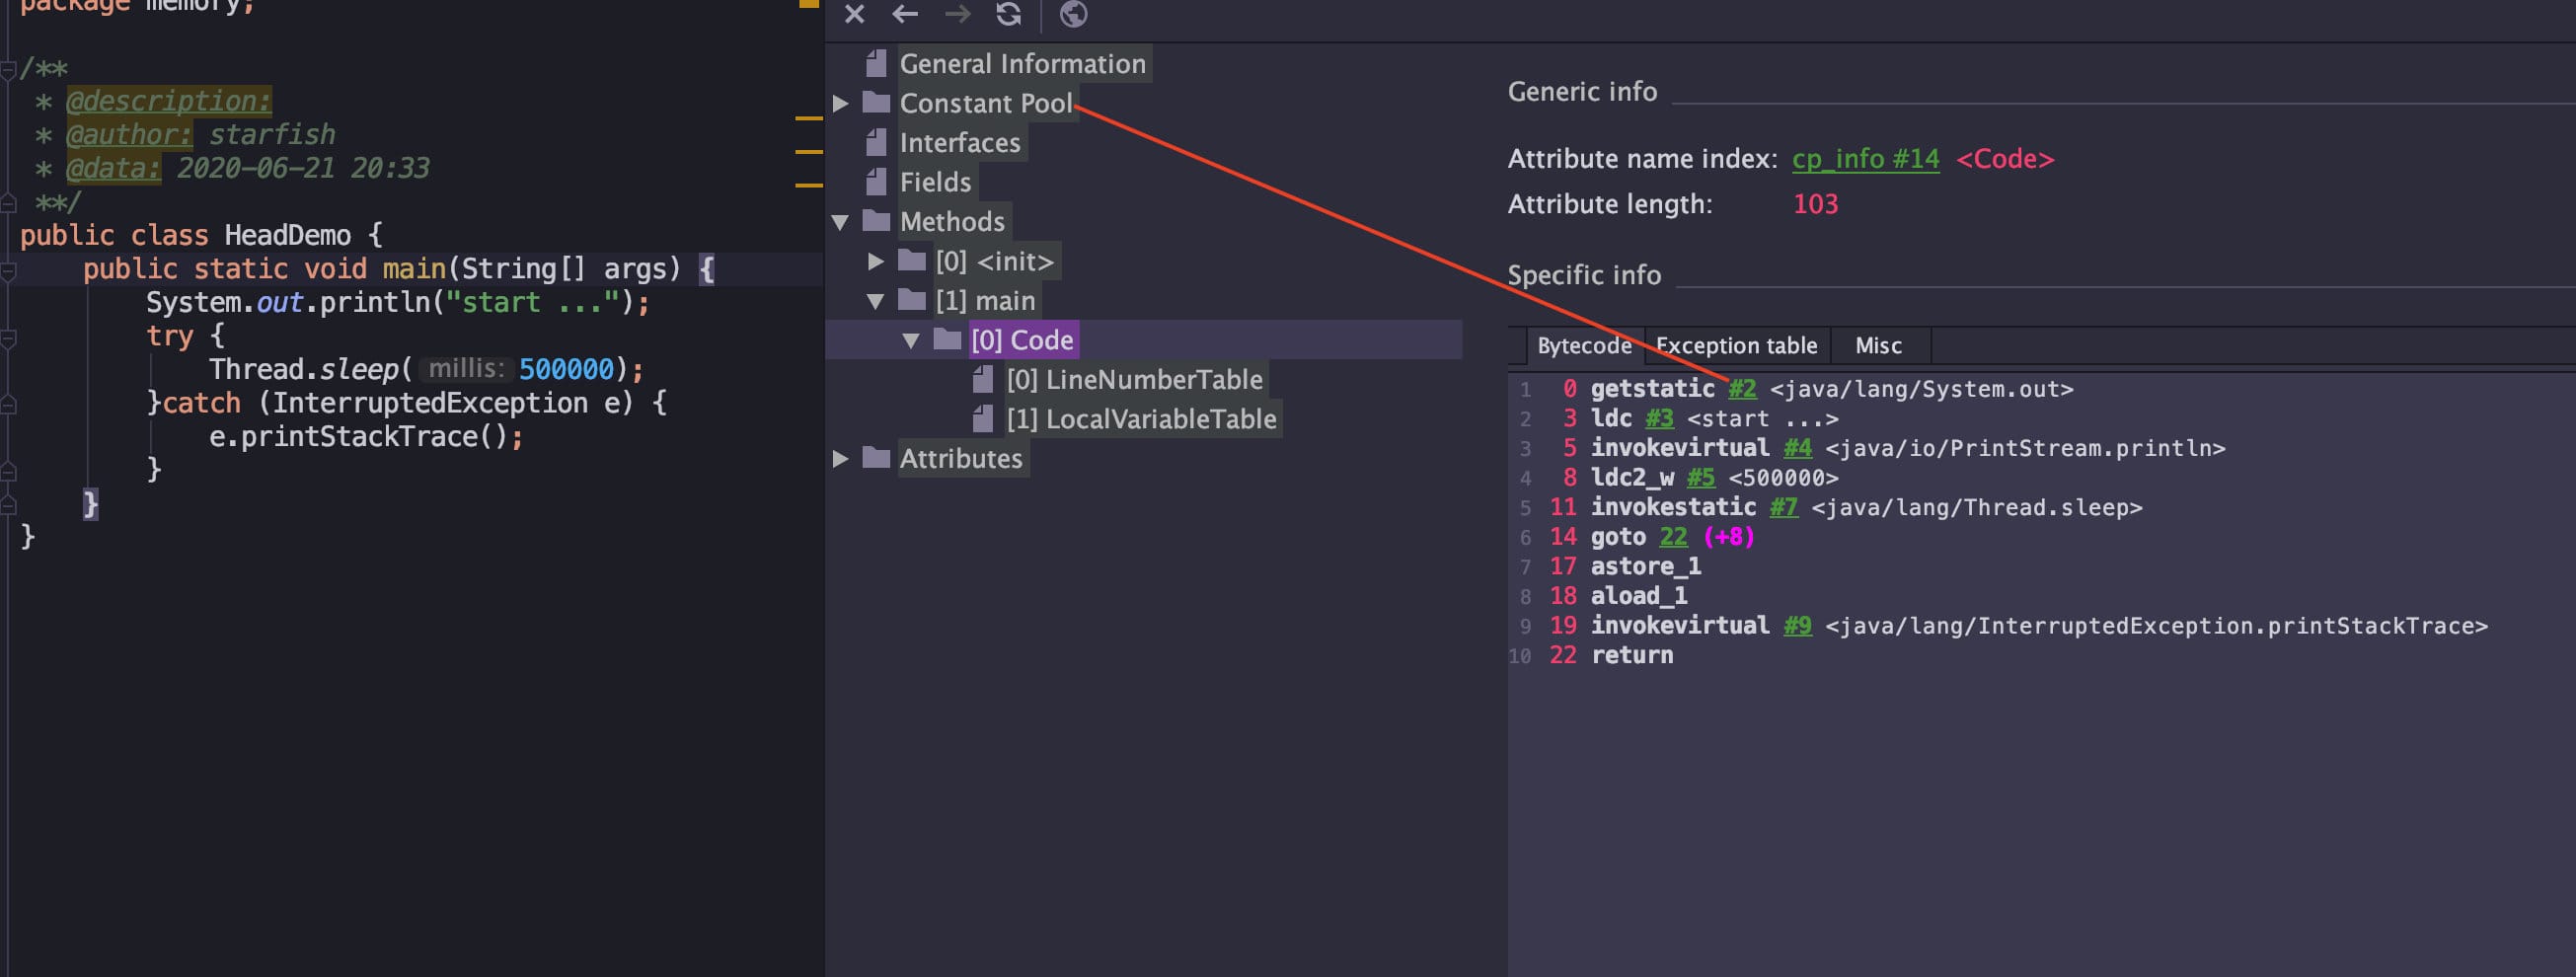 package memory;
/**
* @description:
* @author: starfish
* @data: 2020-06-21 20:33
**/
public class HeadDemo {
public static void main(String[] args) {
System.out.println("start ...");
try {
Thread.sleep( millis: 500000);
}catch (InterruptedException e) {
e.printStackTrace();
}
}
}
General Information
Constant Pool
Interfaces
Fields
Methods
[0] <init>
[1] main
[0] Code
[0] LineNumberTable
[1] LocalVariableTable
Attributes
Generic info
Attribute name index: cp_info #14 <Code>
Attribute length: 103
Specific info
Bytecode Exception table Misc
1 0 getstatic #2 <java/lang/System.out>
2 3 ldc #3 <start ...>
3 5 invokevirtual #4 <java/io/PrintStream.println>
4 8 ldc2_w #5 <500000>
5 11 invokestatic #7 <java/lang/Thread.sleep>
6 14 goto 22 (+8)
7 17 astore_1
8 18 aload_1
9 19 invokevirtual #9 <java/lang/InterruptedException.printStackTrace>
10 22 return